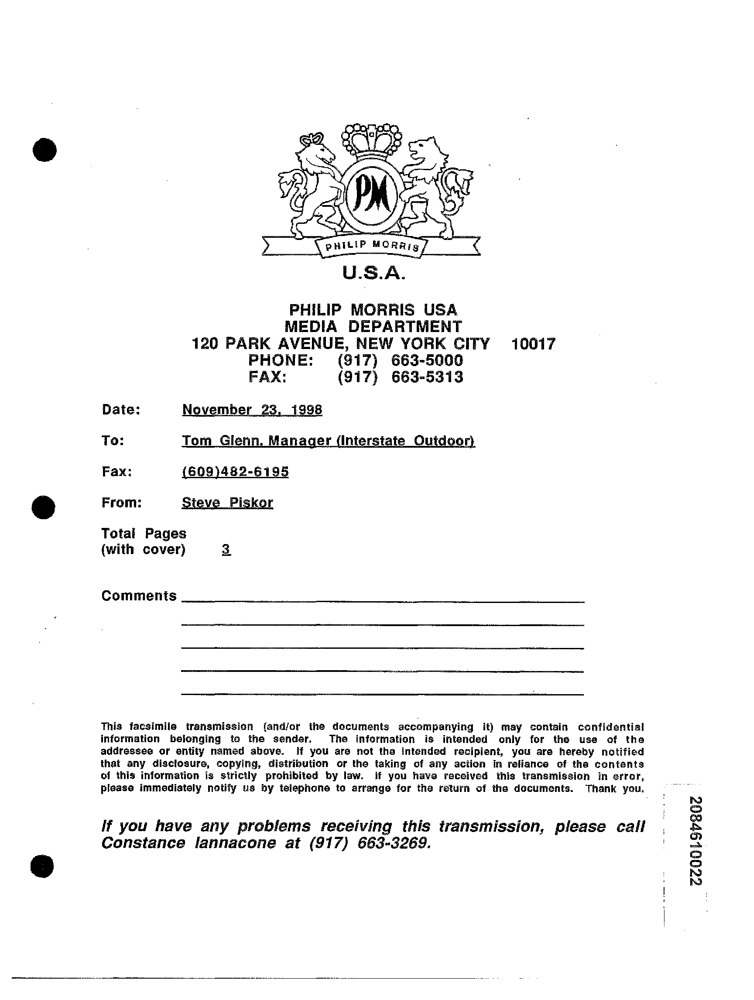 PM
PHILIP MORRIS
U.S.A.
PHILIP MORRIS USA
MEDIA DEPARTMENT
120 PARK AVENUE, NEW YORK CITY 10017
PHONE: (917) 663-5000
FAX: (917) 663-5313
Date: November 23, 1998
To: Tom Glenn, Manager (Interstate Outdoor)
Fax: (609)482-6195
From: Steve Piskor
Total Pages
(with cover) 3
Comments
This facsimile transmission (and/or the documents accompanying it) may contain confidential
information belonging to the sender. The information is intended only for the use of the
addressee or entity named above. If you are not the intended recipient, you are hereby notified
that any disclosure, copying, distribution or the taking of any action in reliance of the contents
of this information is strictly prohibited by law. If you have received this transmission in error,
please immediately notify us by telephone to arrange for the return of the documents. Thank you.
If you have any problems receiving this transmission, please call
Constance Iannacone at (917) 663-3269.
2084610022